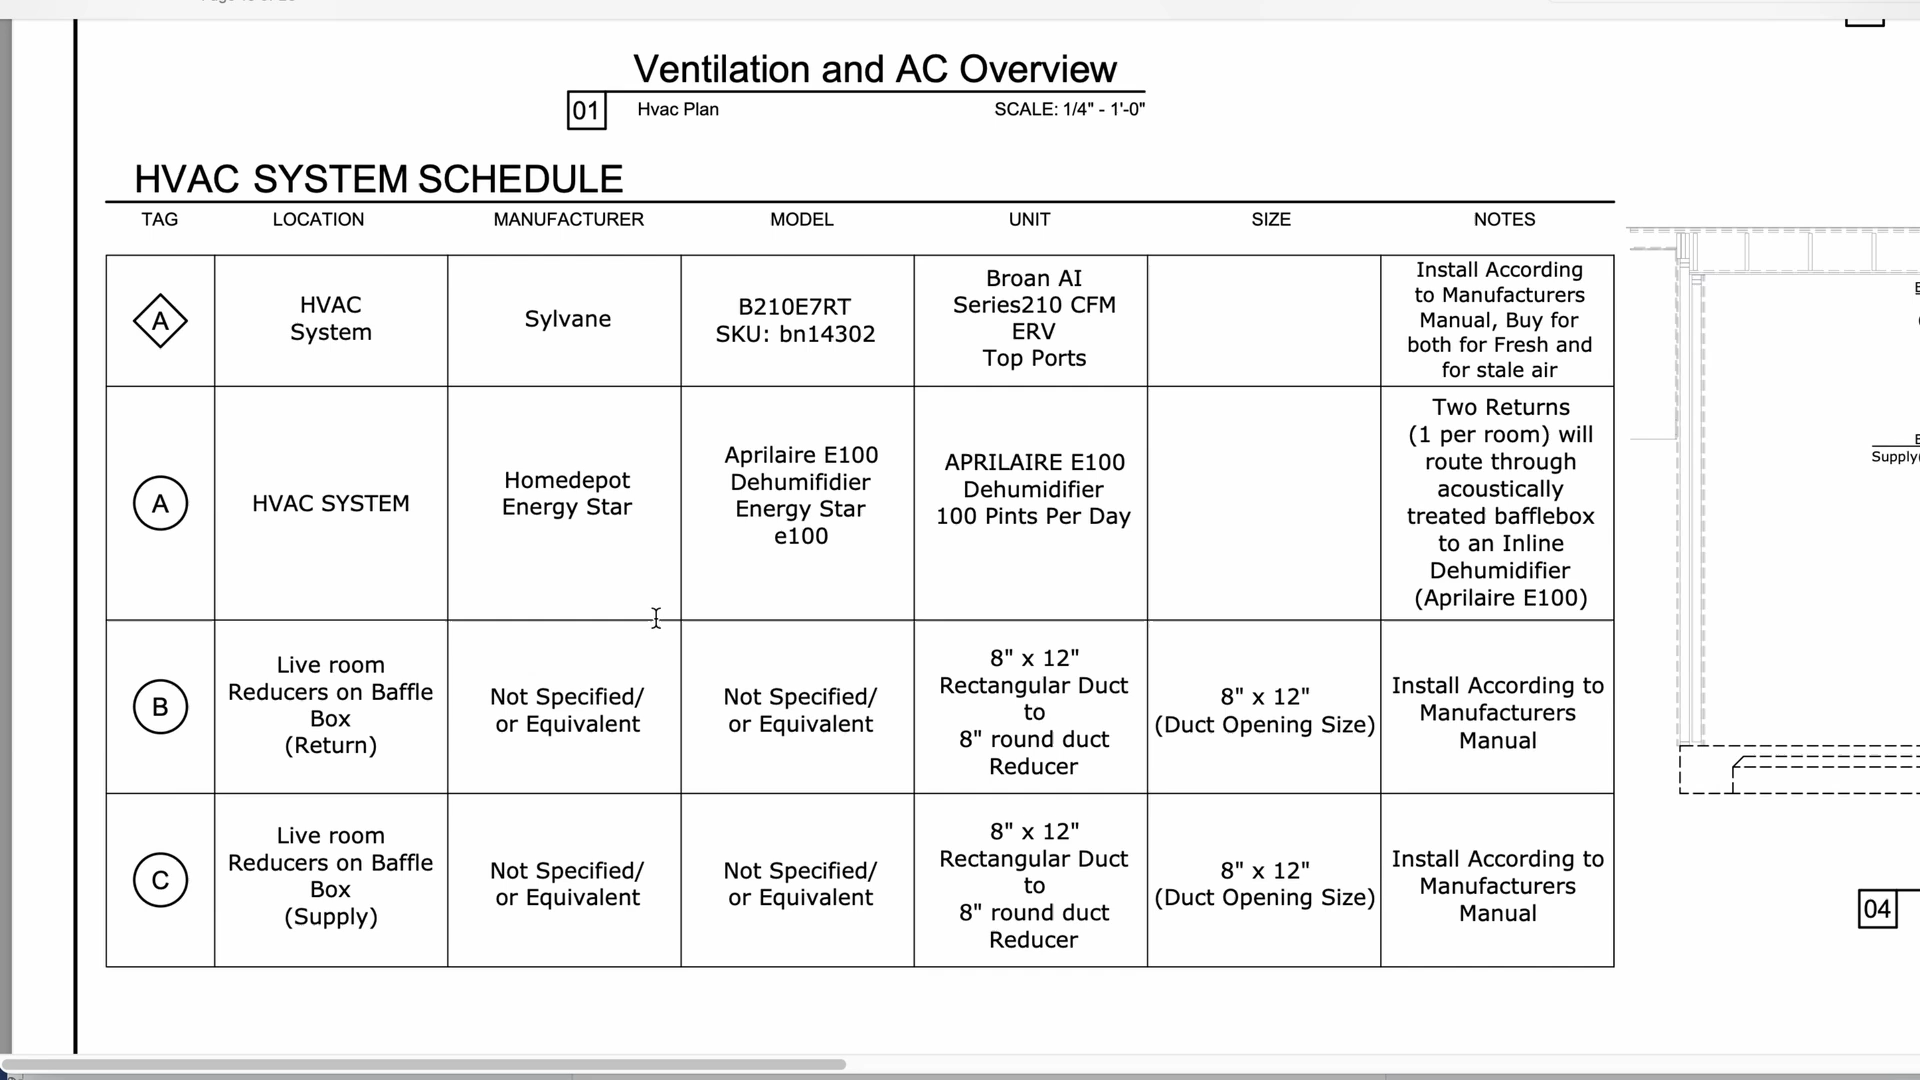 Ventilation and AC Overview
01
Hvac Plan
SCALE: 1/4" - 1'-0"
HVAC SYSTEM SCHEDULE
TAG
LOCATION
MANUFACTURER
MODEL
UNIT
SIZE
NOTES
A
HVAC
System
Sylvane
B210E7RT
SKU: bn14302
Broan AI
Series210 CFM
ERV
Top Ports
Install According
to Manufacturers
Manual, Buy for
both for Fresh and
for stale air
A
HVAC SYSTEM
Homedepot
Energy Star
Aprilaire E100
Dehumifidier
Energy Star
e100
APRILAIRE E100
Dehumidifier
100 Pints Per Day
Two Returns
(1 per room) will
route through
acoustically
treated bafflebox
to an Inline
Dehumidifier
(Aprilaire E100)
B
Live room
Reducers on Baffle
Box
(Return)
Not Specified/
or Equivalent
Not Specified/
or Equivalent
8" x 12"
Rectangular Duct
to
8" round duct
Reducer
8" x 12"
(Duct Opening Size)
Install According to
Manufacturers
Manual
C
Live room
Reducers on Baffle
Box
(Supply)
Not Specified/
or Equivalent
Not Specified/
or Equivalent
8" x 12"
Rectangular Duct
to
8" round duct
Reducer
8" x 12"
(Duct Opening Size)
Install According to
Manufacturers
Manual
Supply(
04